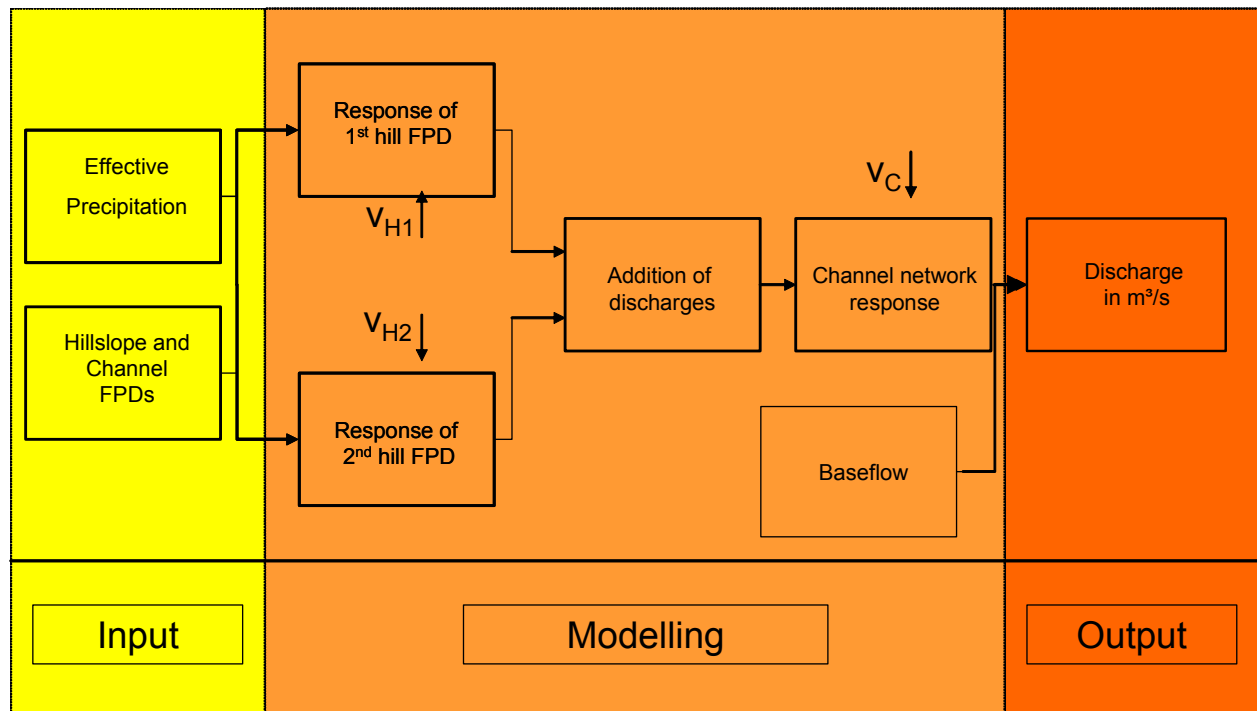 Effective
Precipitation
Hillslope and
Channel
FPDs
Response of
1st hill FPD
VH1
VH2
Response of
2nd hill FPD
Addition of
discharges
VC
Channel network
response
Baseflow
Discharge
in m³/s
Input
Modelling
Output